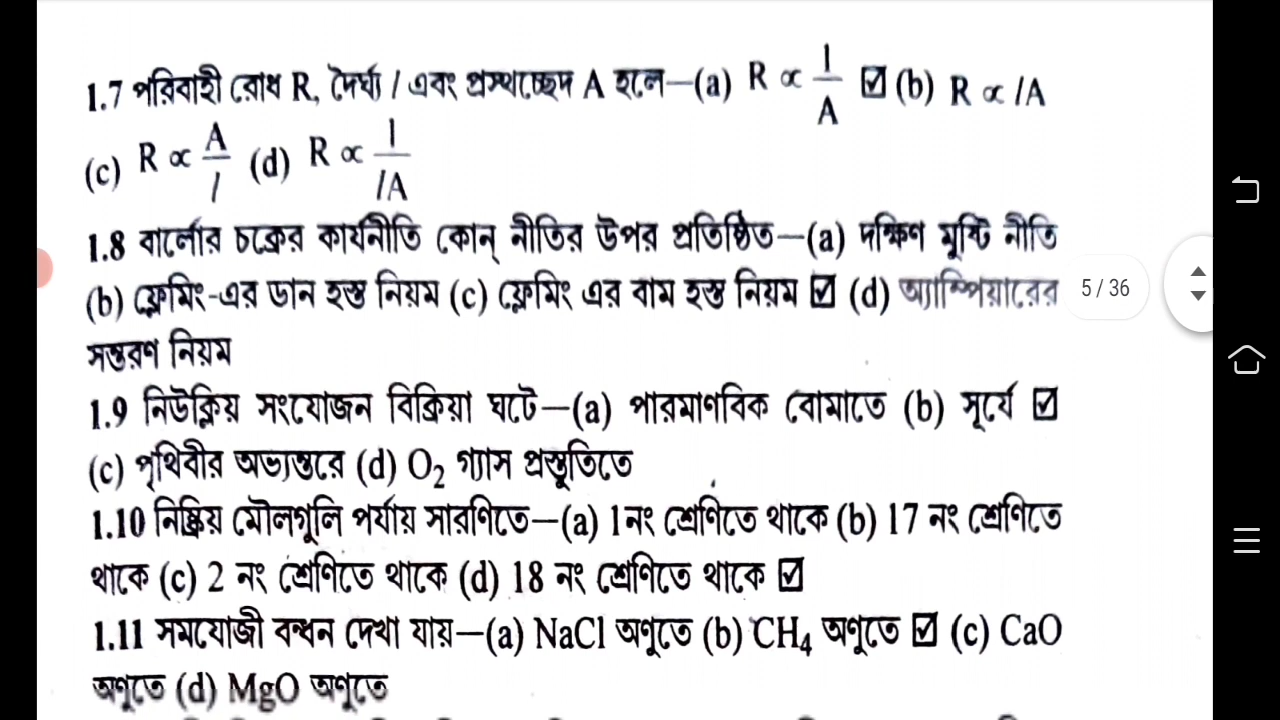 1.7 পরিবাহী রোধ R, দৈর্ঘ্য l এবং প্রস্থচ্ছেদ A হলে—(a) R ∝ 1/A ☑ (b) R ∝ lA
(c) R ∝ A/l (d) R ∝ 1/lA
1.8 বার্লোর চক্রের কার্যনীতি কোন্ নীতির উপর প্রতিষ্ঠিত—(a) দক্ষিণ মুষ্টি নীতি
(b) ফ্লেমিং-এর ডান হস্ত নিয়ম (c) ফ্লেমিং এর বাম হস্ত নিয়ম ☑ (d) অ্যাম্পিয়ারের
5 / 36
সন্তরণ নিয়ম
1.9 নিউক্লিয় সংযোজন বিক্রিয়া ঘটে—(a) পারমাণবিক বোমাতে (b) সূর্যে ☑
(c) পৃথিবীর অভ্যন্তরে (d) O₂ গ্যাস প্রস্তুতিতে
1.10 নিষ্ক্রিয় মৌলগুলি পর্যায় সারণিতে—(a) 1নং শ্রেণিতে থাকে (b) 17 নং শ্রেণিতে
থাকে (c) 2 নং শ্রেণিতে থাকে (d) 18 নং শ্রেণিতে থাকে ☑
1.11 সমযোজী বন্ধন দেখা যায়—(a) NaCl অণুতে (b) CH₄ অণুতে ☑ (c) CaO
অণুতে (d) MgO অণুতে